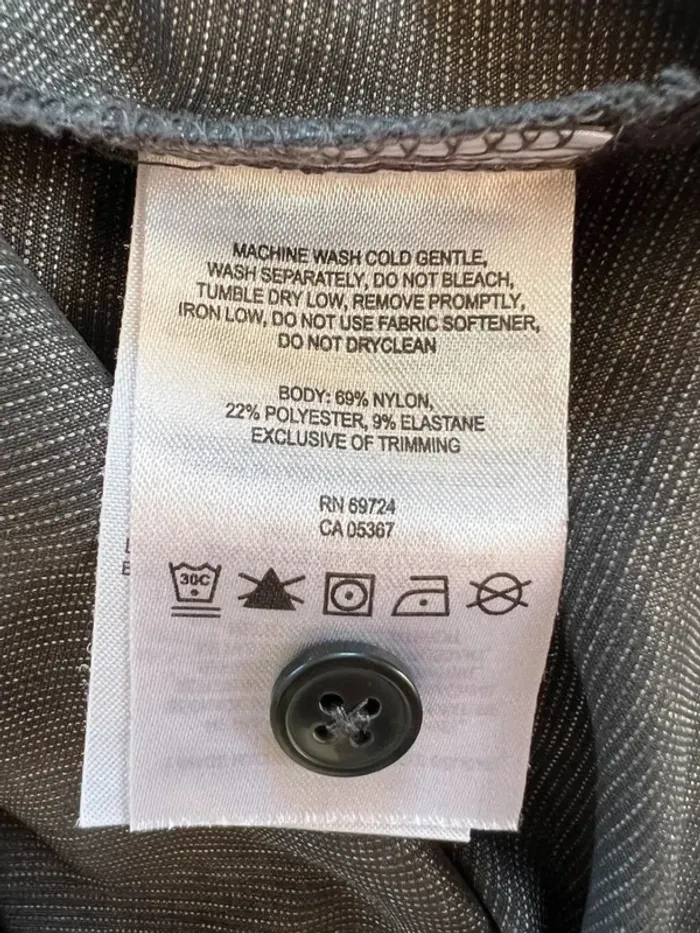 MACHINE WASH COLD GENTLE,
WASH SEPARATELY, DO NOT BLEACH,
TUMBLE DRY LOW, REMOVE PROMPTLY,
IRON LOW, DO NOT USE FABRIC SOFTENER,
DO NOT DRYCLEAN
BODY: 69% NYLON,
22% POLYESTER, 9% ELASTANE
EXCLUSIVE OF TRIMMING
RN 69724
CA 05367
30C